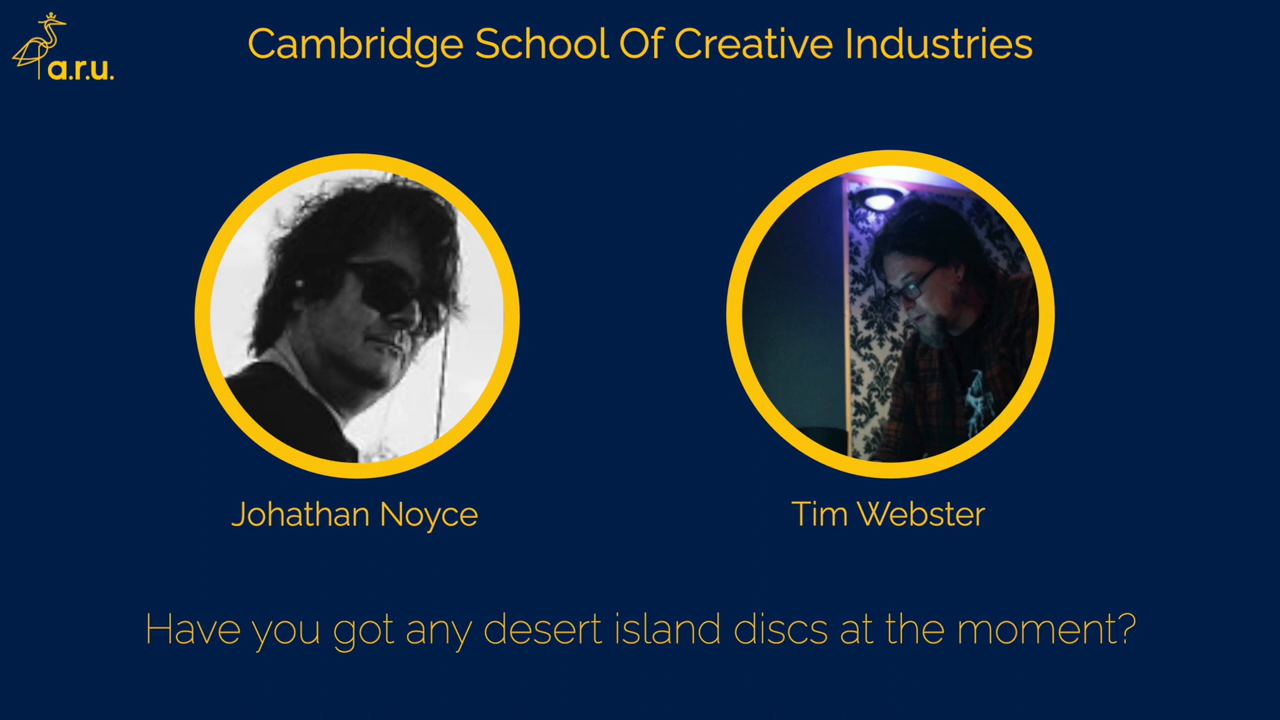 a.r.u.
Cambridge School Of Creative Industries
Johathan Noyce
Tim Webster
Have you got any desert island discs at the moment?